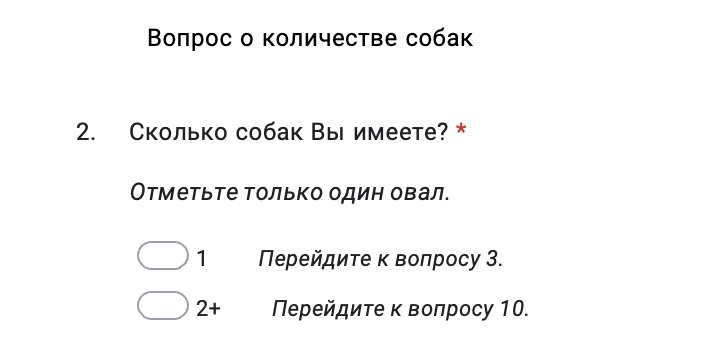 Вопрос о количестве собак
2. Сколько собак Вы имеете? *
Отметьте только один овал.
1 Перейдите к вопросу 3.
2+ Перейдите к вопросу 10.